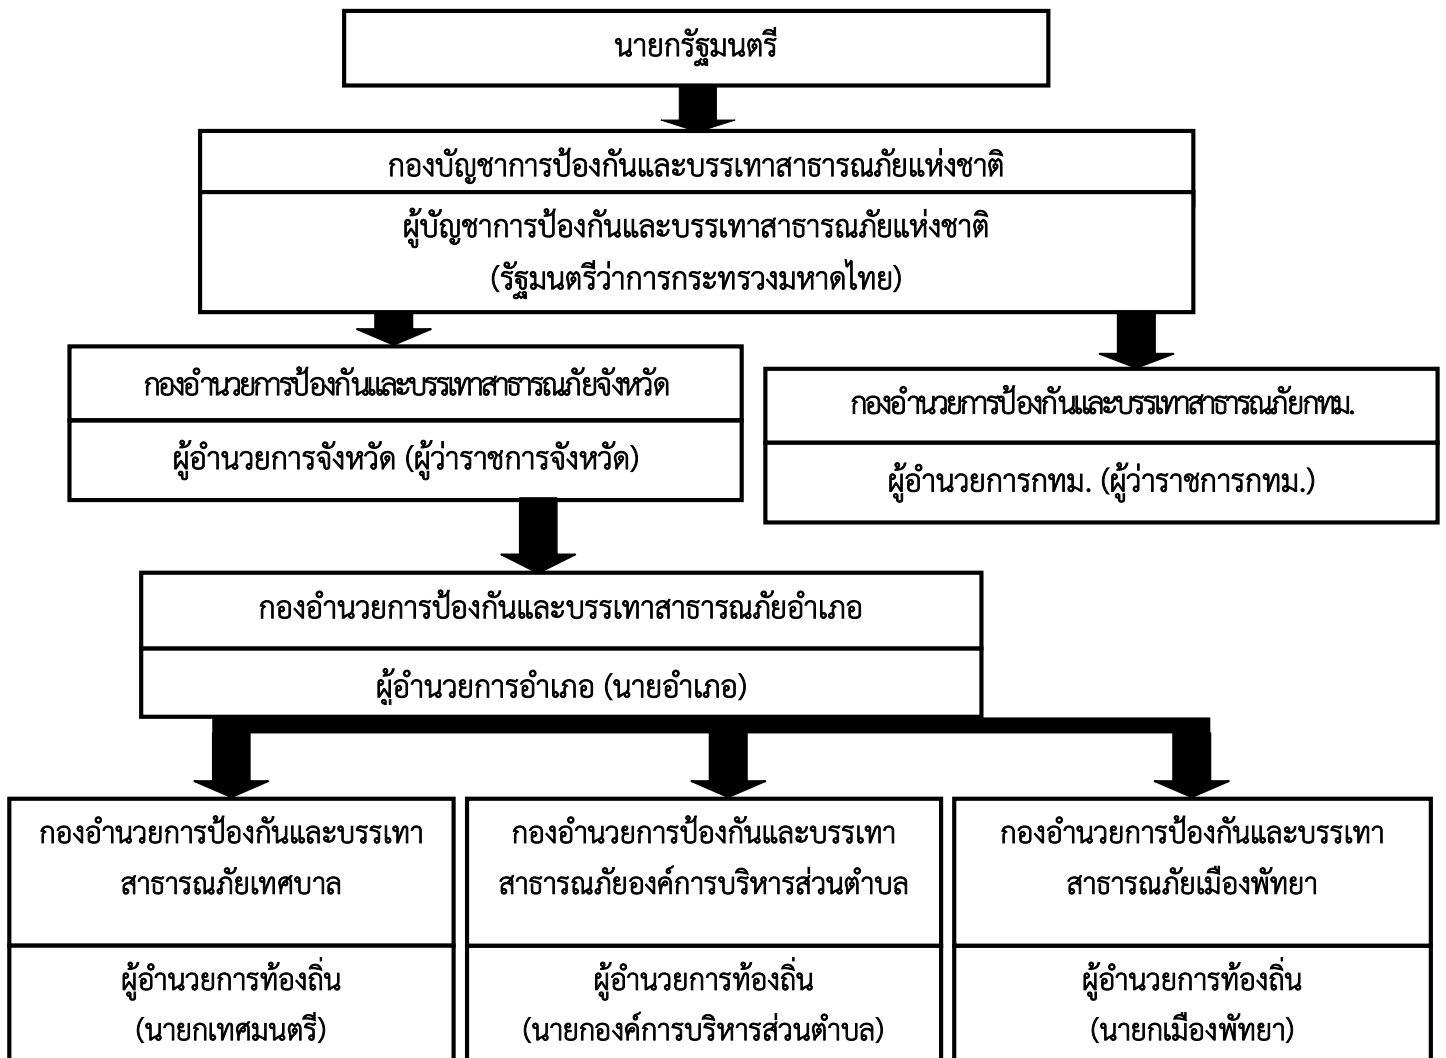 นายกรัฐมนตรี
กองบัญชาการป้องกันและบรรเทาสาธารณภัยแห่งชาติ
ผู้บัญชาการป้องกันและบรรเทาสาธารณภัยแห่งชาติ
(รัฐมนตรีว่าการกระทรวงมหาดไทย)
กองอำนวยการป้องกันและบรรเทาสาธารณภัยจังหวัด
ผู้อำนวยการจังหวัด (ผู้ว่าราชการจังหวัด)
กองอำนวยการป้องกันและบรรเทาสาธารณภัยกทม.
ผู้อำนวยการกทม. (ผู้ว่าราชการกทม.)
กองอำนวยการป้องกันและบรรเทาสาธารณภัยอำเภอ
ผู้อำนวยการอำเภอ (นายอำเภอ)
กองอำนวยการป้องกันและบรรเทา
สาธารณภัยเทศบาล
ผู้อำนวยการท้องถิ่น
(นายกเทศมนตรี)
กองอำนวยการป้องกันและบรรเทา
สาธารณภัยองค์การบริหารส่วนตำบล
ผู้อำนวยการท้องถิ่น
(นายกองค์การบริหารส่วนตำบล)
กองอำนวยการป้องกันและบรรเทา
สาธารณภัยเมืองพัทยา
ผู้อำนวยการท้องถิ่น
(นายกเมืองพัทยา)